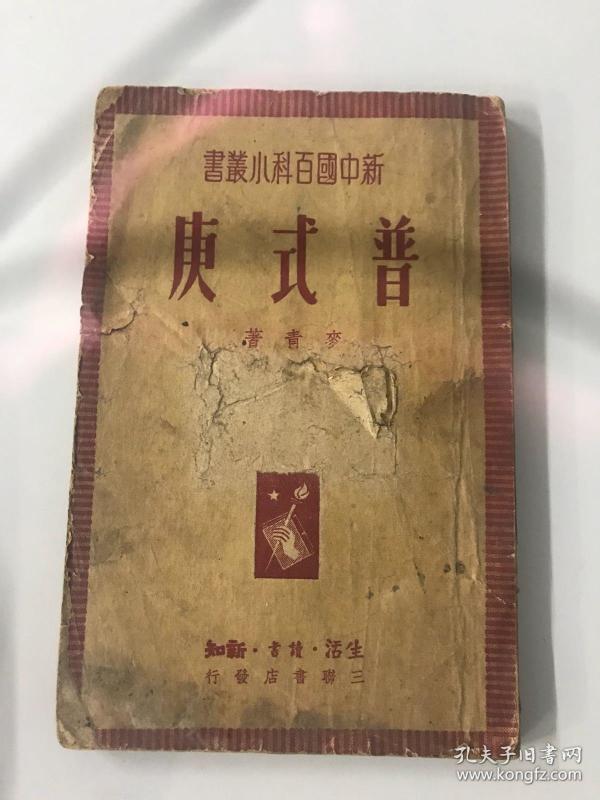 新中國百科小叢書
普式庚
麥青著
生活·讀書·新知
三聯書店發行
孔夫子旧书网
www.kongfz.com